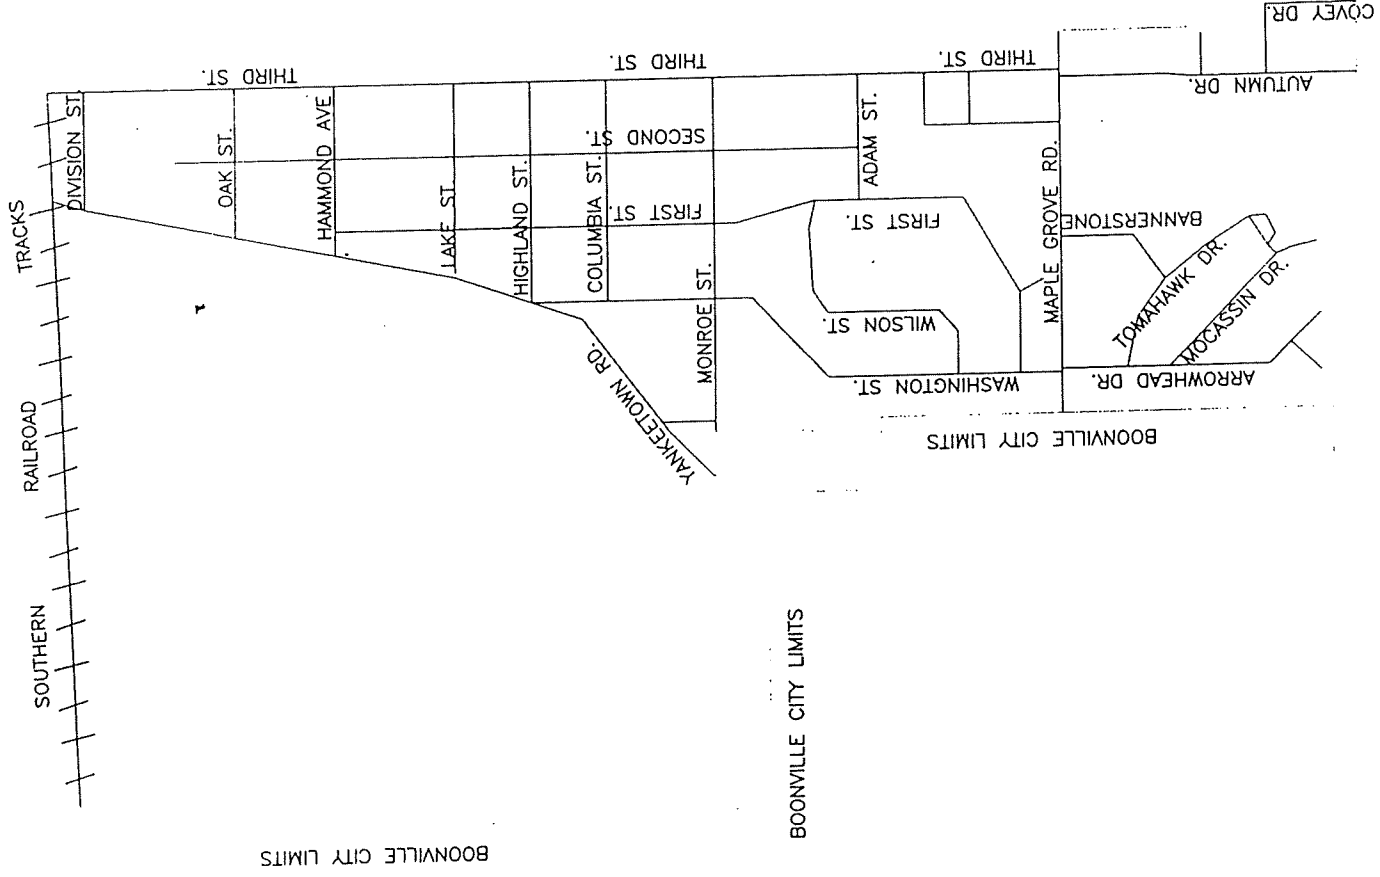 COVEY DR.
THIRD ST.
THIRD ST.
THIRD ST.
AUTUMN DR.
DIVISION ST.
OAK ST.
HAMMOND AVE
SECOND ST.
ADAM ST.
TRACKS
LAKE ST.
HIGHLAND ST.
COLUMBIA ST.
FIRST ST.
FIRST ST.
MAPLE GROVE RD.
BANNERSTONE
TOMAHAWK DR.
MOCASSIN DR.
MONROE ST.
WILSON ST.
YANKEETOWN RD.
WASHINGTON ST.
ARROWHEAD DR.
RAILROAD
BOONVILLE CITY LIMITS
SOUTHERN
BOONVILLE CITY LIMITS
BOONVILLE CITY LIMITS